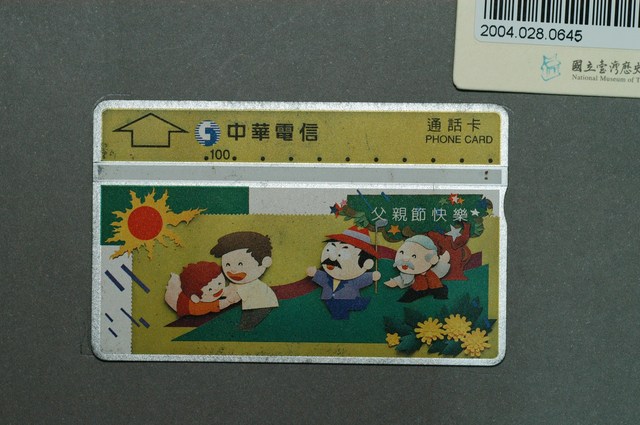 2004.028.0645
國立臺灣歷史
National Museum of T
中華電信
通話卡
PHONE CARD
100
父親節快樂